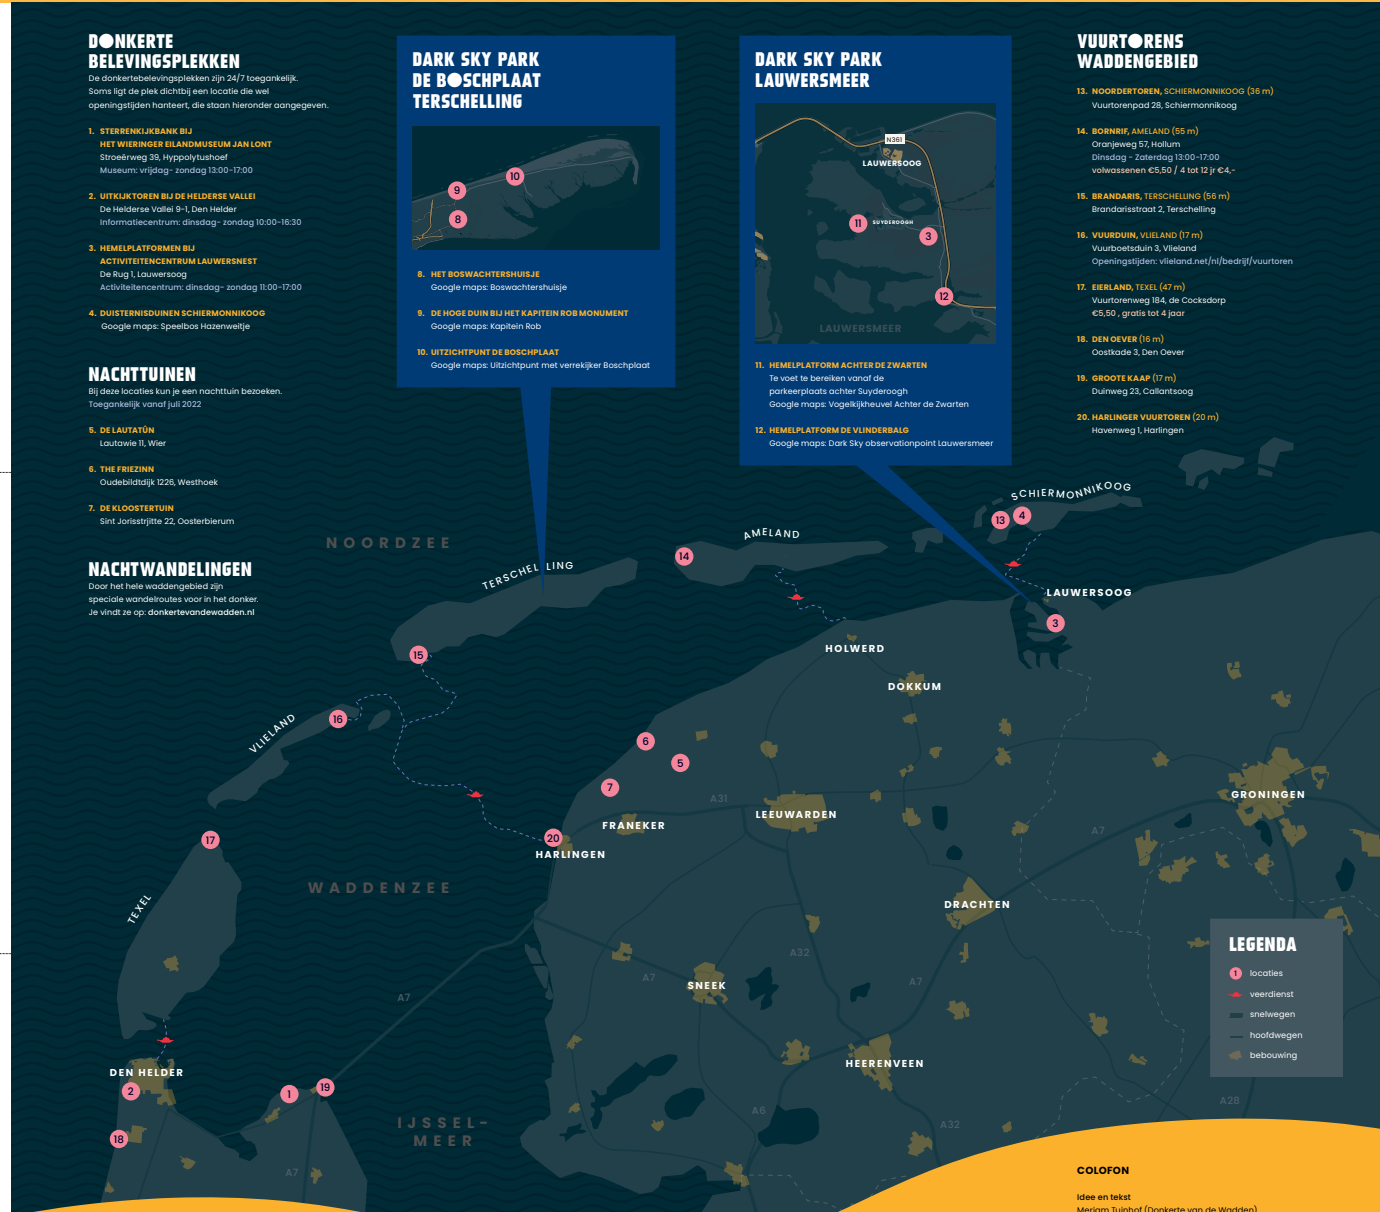 DONKERTE
BELEVINGSPLEKKEN
De donkertebelevingsplekken zijn 24/7 toegankelijk.
Soms ligt de plek dichtbij een locatie die wel
openingstijden hanteert, die staan hieronder aangegeven.
1. STERRENKIJKBANK BIJ
HET WIERINGER EILANDMUSEUM JAN LONT
Stroeërweg 39, Hyppolytushoef
Museum: vrijdag- zondag 13:00-17:00
2. UITKIJKTOREN BIJ DE HELDERSE VALLEI
De Helderse Vallei 9-1, Den Helder
Informatiecentrum: dinsdag- zondag 10:00-16:30
3. HEMELPLATFORMEN BIJ
ACTIVITEITENCENTRUM LAUWERSNEST
De Rug 1, Lauwersoog
Activiteitencentrum: dinsdag- zondag 11:00-17:00
4. DUISTERNISDUINEN SCHIERMONNIKOOG
Google maps: Speelbos Hazenweitje
NACHTTUINEN
Bij deze locaties kun je een nachttuin bezoeken.
Toegankelijk vanaf juli 2022
5. DE LAUTATÚN
Lautawie 11, Wier
6. THE FRIEZINN
Oudebildtdijk 1226, Westhoek
7. DE KLOOSTERTUIN
Sint Jorisstrjitte 22, Oosterbierum
NACHTWANDELINGEN
Door het hele waddengebied zijn
speciale wandelroutes voor in het donker.
Je vindt ze op: donkertevandewadden.nl
DARK SKY PARK
DE BOSCHPLAAT
TERSCHELLING
10
9
8
8. HET BOSWACHTERSHUISJE
Google maps: Boswachtershuisje
9. DE HOGE DUIN BIJ HET KAPITEIN ROB MONUMENT
Google maps: Kapitein Rob
10. UITZICHTPUNT DE BOSCHPLAAT
Google maps: Uitzichtpunt met verrekijker Boschplaat
DARK SKY PARK
LAUWERSMEER
N361
LAUWERSOOG
11
SUYDEROOGH
3
12
LAUWERSMEER
11. HEMELPLATFORM ACHTER DE ZWARTEN
Te voet te bereiken vanaf de
parkeerplaats achter Suyderoogh
Google maps: Vogelkijkheuvel Achter de Zwarten
12. HEMELPLATFORM DE VLINDERBALG
Google maps: Dark Sky observationpoint Lauwersmeer
VUURTORENS
WADDENGEBIED
13. NOORDERTOREN, SCHIERMONNIKOOG (36 m)
Vuurtorenpad 28, Schiermonnikoog
14. BORNRIF, AMELAND (55 m)
Oranjeweg 57, Hollum
Dinsdag - Zaterdag 13:00-17:00
volwassenen €5,50 / 4 tot 12 jr €4,-
15. BRANDARIS, TERSCHELLING (56 m)
Brandarisstraat 2, Terschelling
16. VUURDUIN, VLIELAND (17 m)
Vuurboetsduin 3, Vlieland
Openingstijden: vlieland.net/nl/bedrijf/vuurtoren
17. EIERLAND, TEXEL (47 m)
Vuurtorenweg 184, de Cocksdorp
€5,50 , gratis tot 4 jaar
18. DEN OEVER (16 m)
Oostkade 3, Den Oever
19. GROOTE KAAP (17 m)
Duinweg 23, Callantsoog
20. HARLINGER VUURTOREN (20 m)
Havenweg 1, Harlingen
SCHIERMONNIKOOG
13
4
NOORDZEE
AMELAND
14
TERSCHELLING
LAUWERSOOG
3
HOLWERD
15
DOKKUM
VLIELAND
16
6
5
7
A31
GRONINGEN
LEEUWARDEN
FRANEKER
A7
17
20
HARLINGEN
WADDENZEE
TEXEL
DRACHTEN
A32
A7
SNEEK
A7
A7
LEGENDA
1 locaties
veerdienst
snelwegen
hoofdwegen
bebouwing
DEN HELDER
2
1
19
HEERENVEEN
18
IJSSEL-
MEER
A6
A32
A28
A7
COLOFON
Idee en tekst
Meriam Tuinhof (Donkerte van de Wadden)